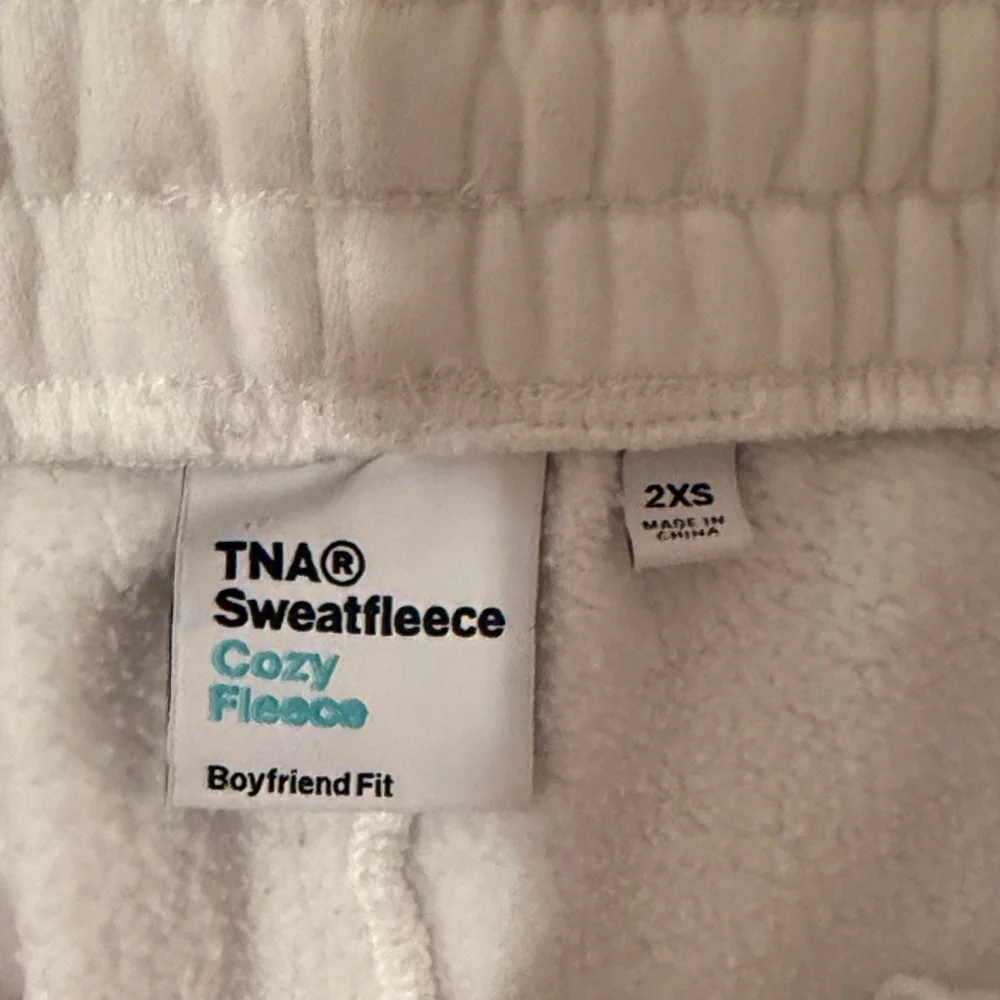 TNA®
Sweatfleece
Cozy
Fleece
Boyfriend Fit
2XS
MADE IN
CHINA